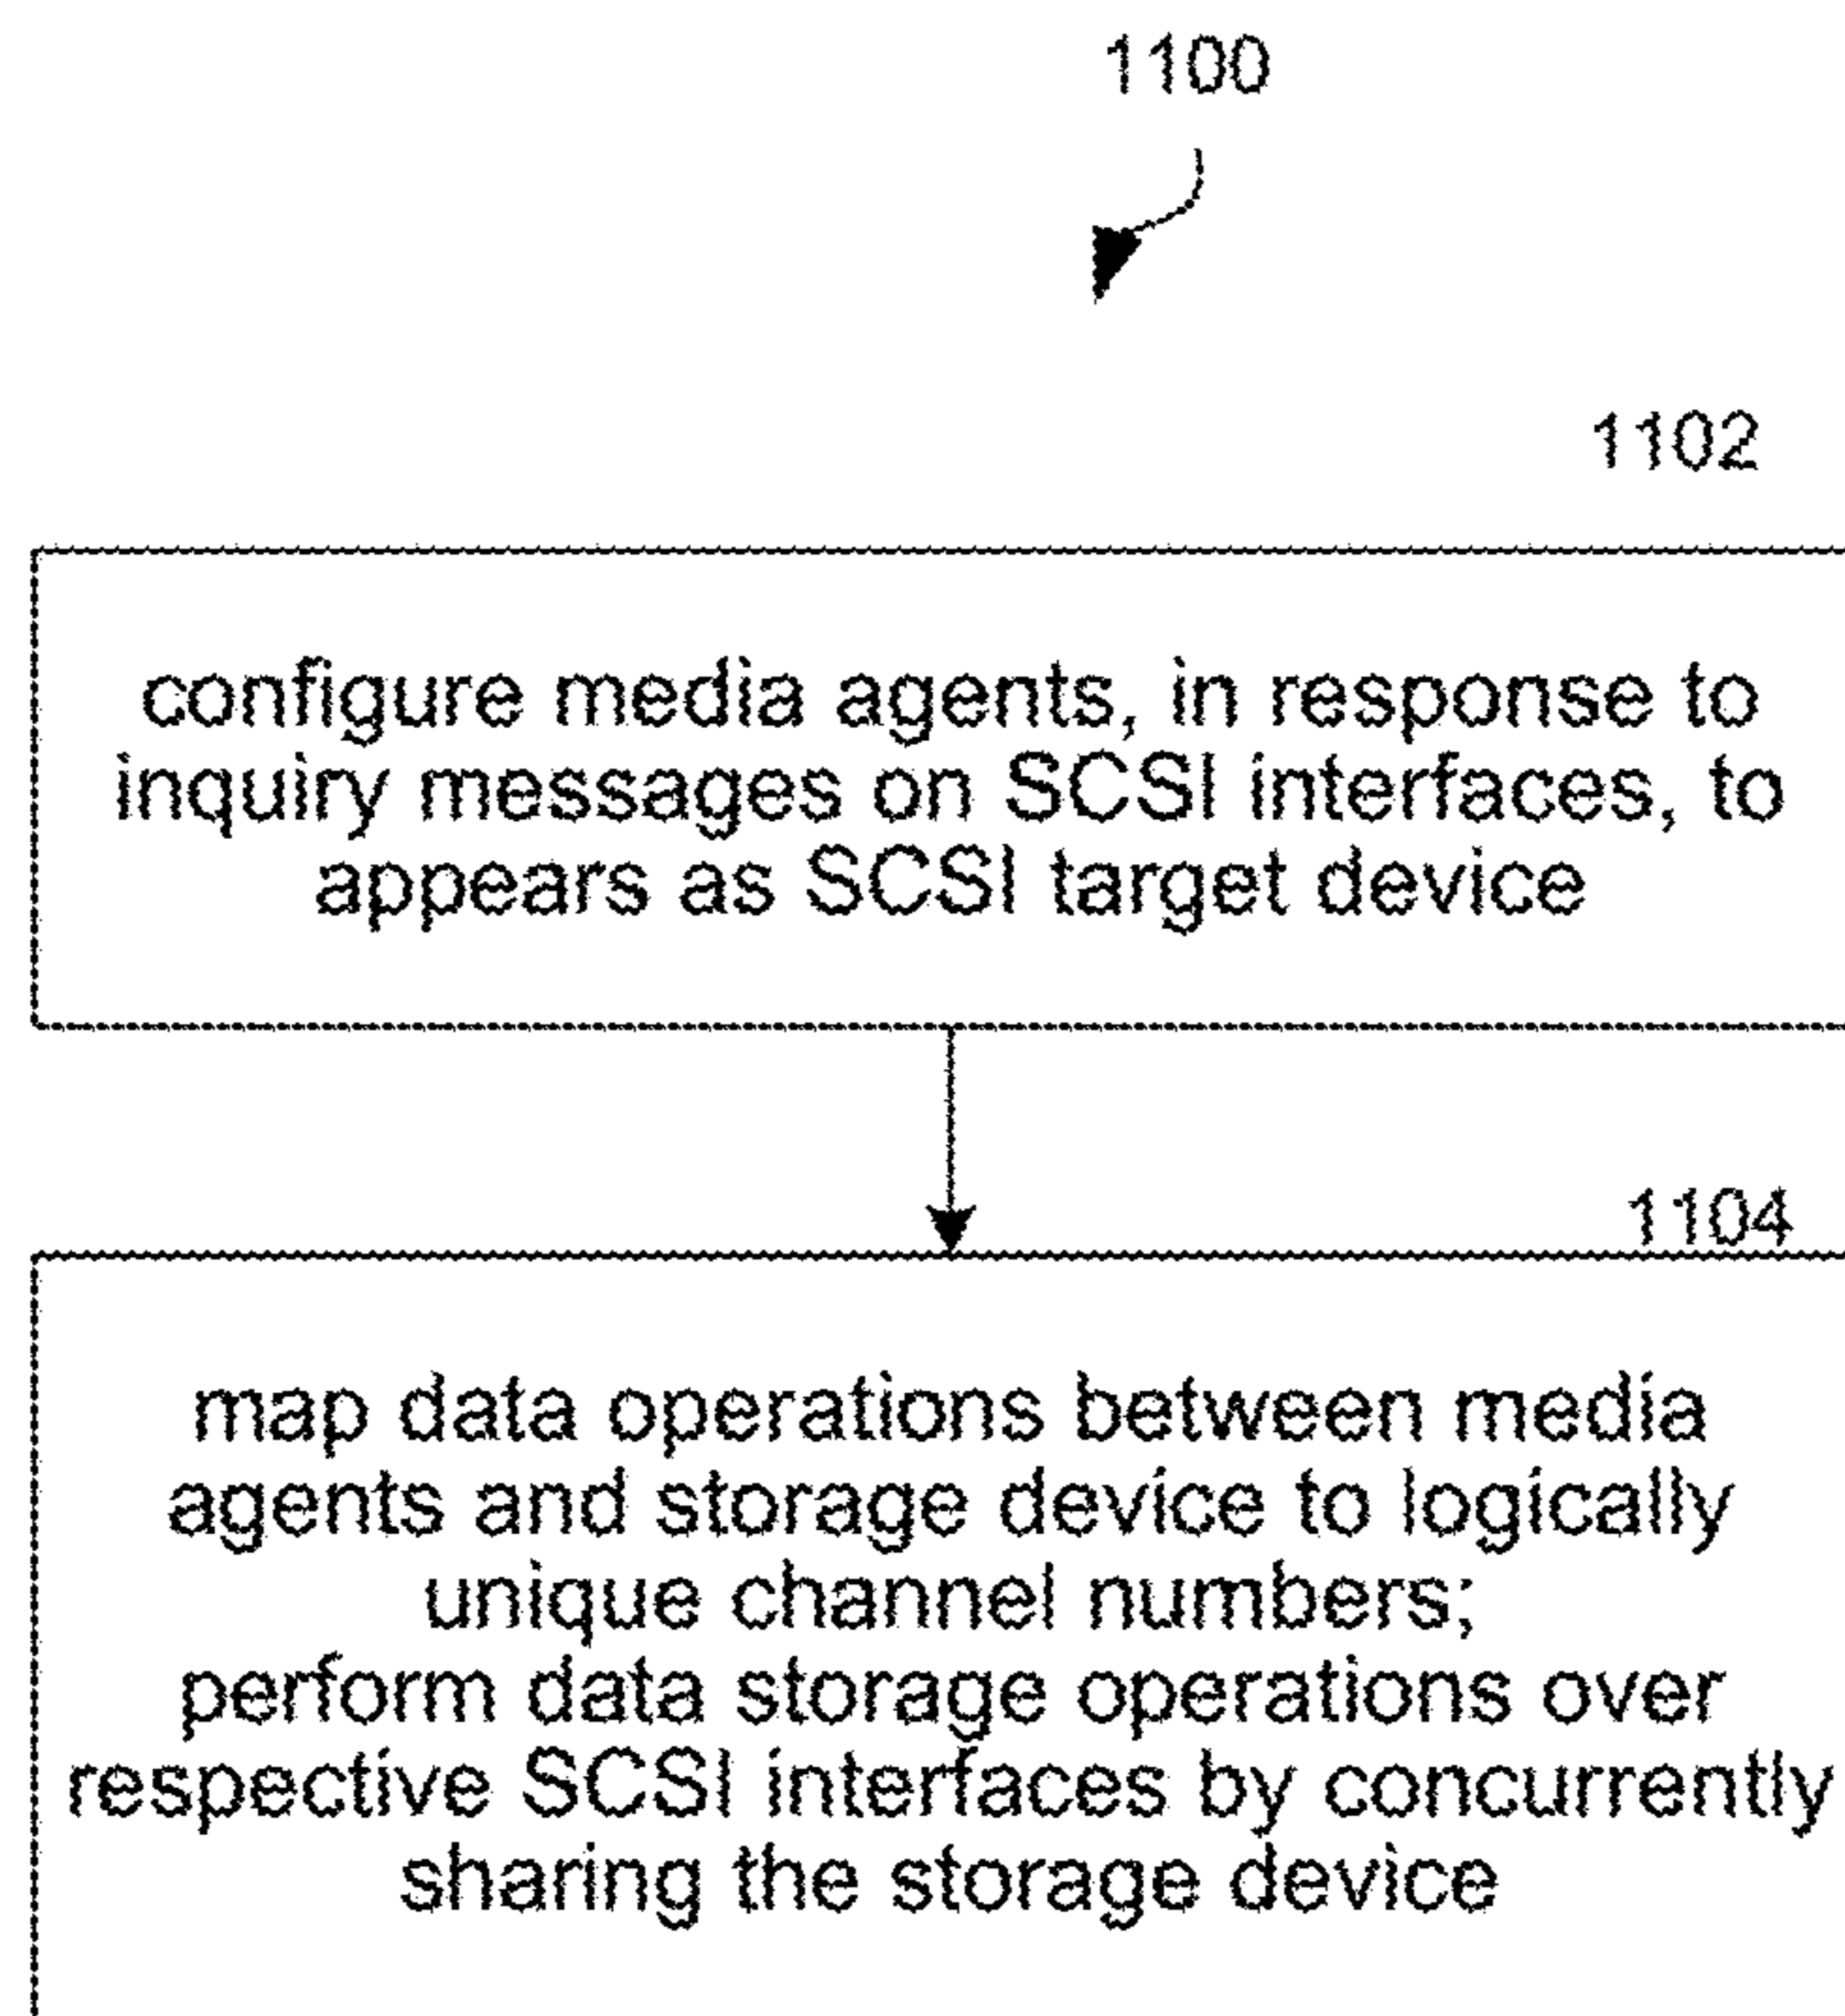 1100
1102
configure media agents, in response to
inquiry messages on SCSI interfaces, to
appears as SCSI target device
1104
map data operations between media
agents and storage device to logically
unique channel numbers;
perform data storage operations over
respective SCSI interfaces by concurrently
sharing the storage device